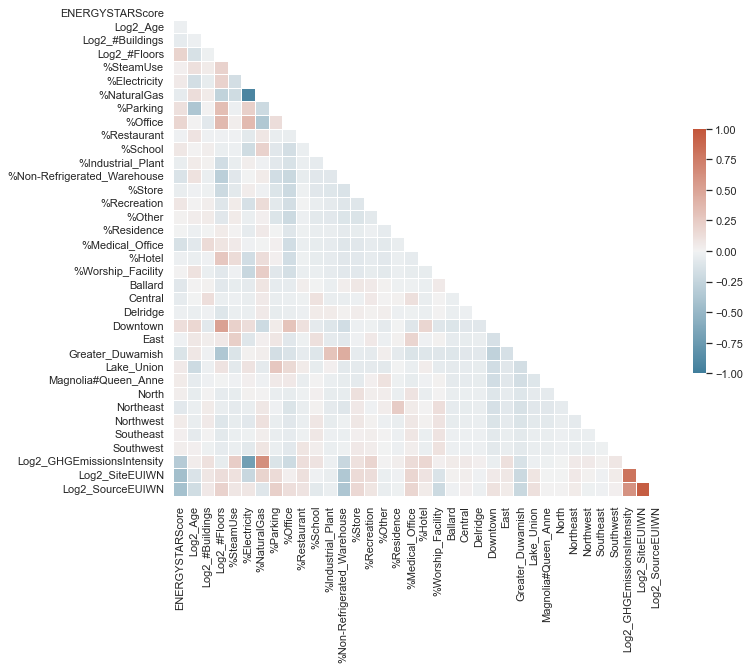 ENERGYSTARScore
Log2_Age
Log2_#Buildings
Log2_#Floors
%SteamUse
%Electricity
%NaturalGas
%Parking
%Office
%Restaurant
%School
%Industrial_Plant
%Non-Refrigerated_Warehouse
%Store
%Recreation
%Other
%Residence
%Medical_Office
%Hotel
%Worship_Facility
Ballard
Central
Delridge
Downtown
East
Greater_Duwamish
Lake_Union
Magnolia#Queen_Anne
North
Northeast
Northwest
Southeast
Southwest
Log2_GHGEmissionsIntensity
Log2_SiteEUIWN
Log2_SourceEUIWN
ENERGYSTARScore
Log2_Age
Log2_#Buildings
Log2_#Floors
%SteamUse
%Electricity
%NaturalGas
%Parking
%Office
%Restaurant
%School
%Industrial_Plant
%Non-Refrigerated_Warehouse
%Store
%Recreation
%Other
%Residence
%Medical_Office
%Hotel
%Worship_Facility
Ballard
Central
Delridge
Downtown
East
Greater_Duwamish
Lake_Union
Magnolia#Queen_Anne
North
Northeast
Northwest
Southeast
Southwest
Log2_GHGEmissionsIntensity
Log2_SiteEUIWN
Log2_SourceEUIWN
1.00
0.75
0.50
0.25
0.00
−0.25
−0.50
−0.75
−1.00